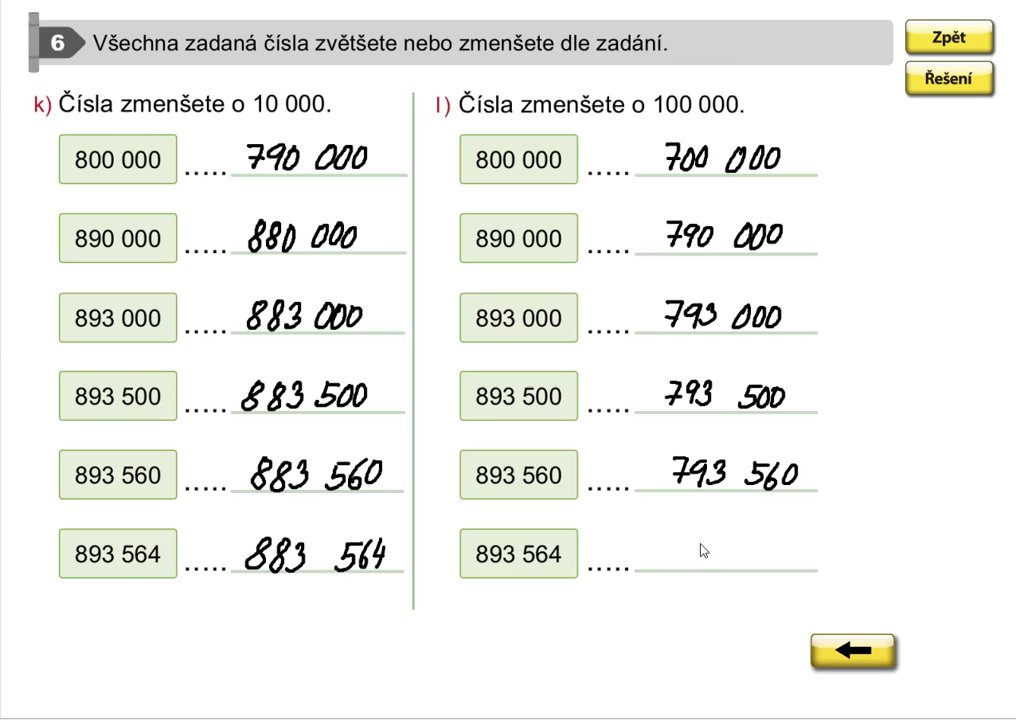 6 Všechna zadaná čísla zvětšete nebo zmenšete dle zadání.
Zpět
Řešení
k) Čísla zmenšete o 10 000.
800 000 ..... 790 000
890 000 ..... 880 000
893 000 ..... 883 000
893 500 ..... 883 500
893 560 ..... 883 560
893 564 ..... 883 564
l) Čísla zmenšete o 100 000.
800 000 ..... 700 000
890 000 ..... 790 000
893 000 ..... 793 000
893 500 ..... 793 500
893 560 ..... 793 560
893 564 .....